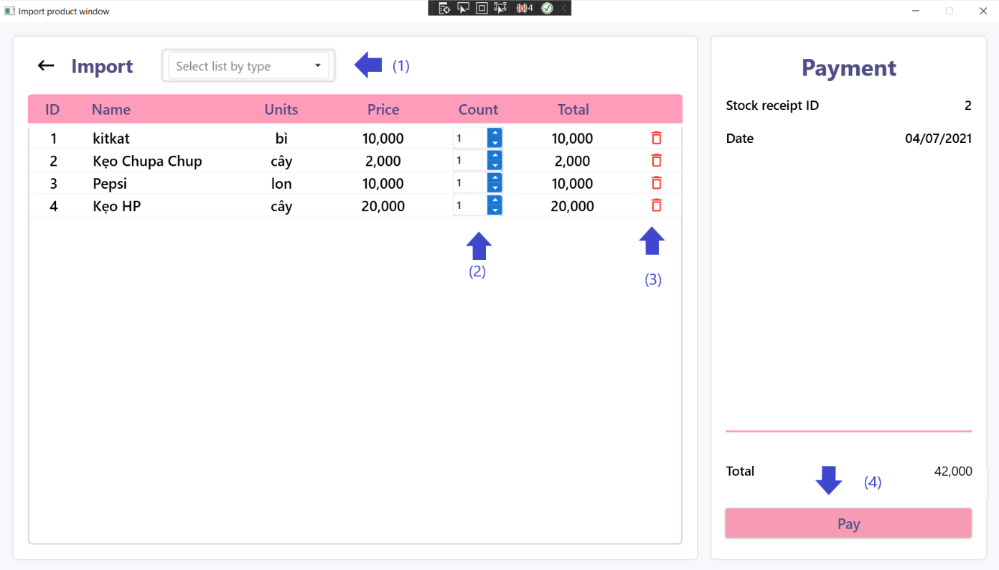 Import product window
4
Import
Select list by type
(1)
ID Name Units Price Count Total
1 kitkat bì 10,000 1 10,000
2 Kẹo Chupa Chup cây 2,000 1 2,000
3 Pepsi lon 10,000 1 10,000
4 Kẹo HP cây 20,000 1 20,000
(2)
(3)
Payment
Stock receipt ID 2
Date 04/07/2021
Total 42,000
(4)
Pay